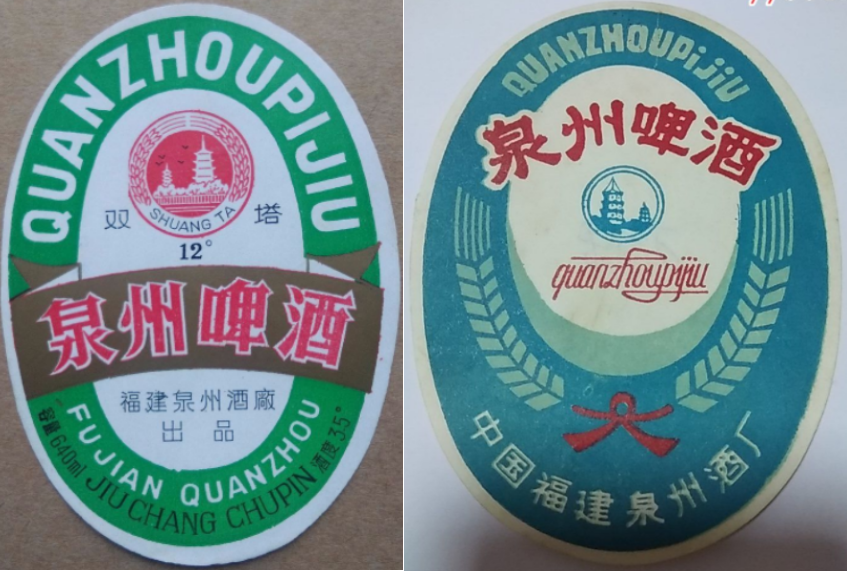 QUANZHOUPIJIU
SHUANG TA
双 塔
12°
泉州啤酒
福建泉州酒廠
出 品
容量640ml
酒度3.5°
FUJIAN QUANZHOU
JIUCHANG CHUPIN
QUANZHOUPiJiU
泉州啤酒
quanzhoupijiu
中国福建泉州酒厂